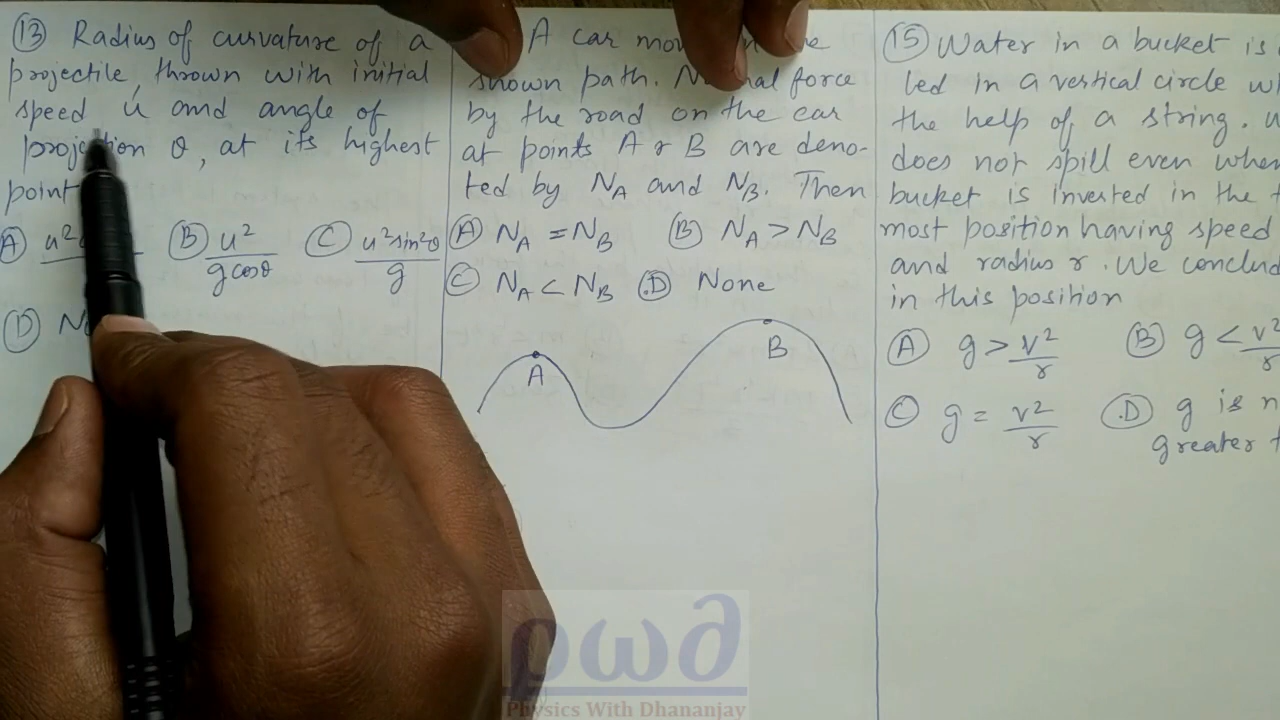 13 Radius of curvature of a
projectile, thrown with initial
speed u and angle of
projection θ, at its highest
point
A u² B u²/g cosθ C u² sin²θ/g
D
A car
shown path. force
by the road on the car
at points A & B are deno-
ted by N_A and N_B. Then
A N_A = N_B B N_A > N_B
C N_A < N_B D None
A
B
15 Water in a bucket is
led in a vertical circle
the help of a string.
does not spill even when
bucket is inverted in the
most position having speed
and radius r. We
in this position
A g > v²/r B g < v²/r
C g = v²/r D g is
greater
pω∂
Physics With Dhananjay